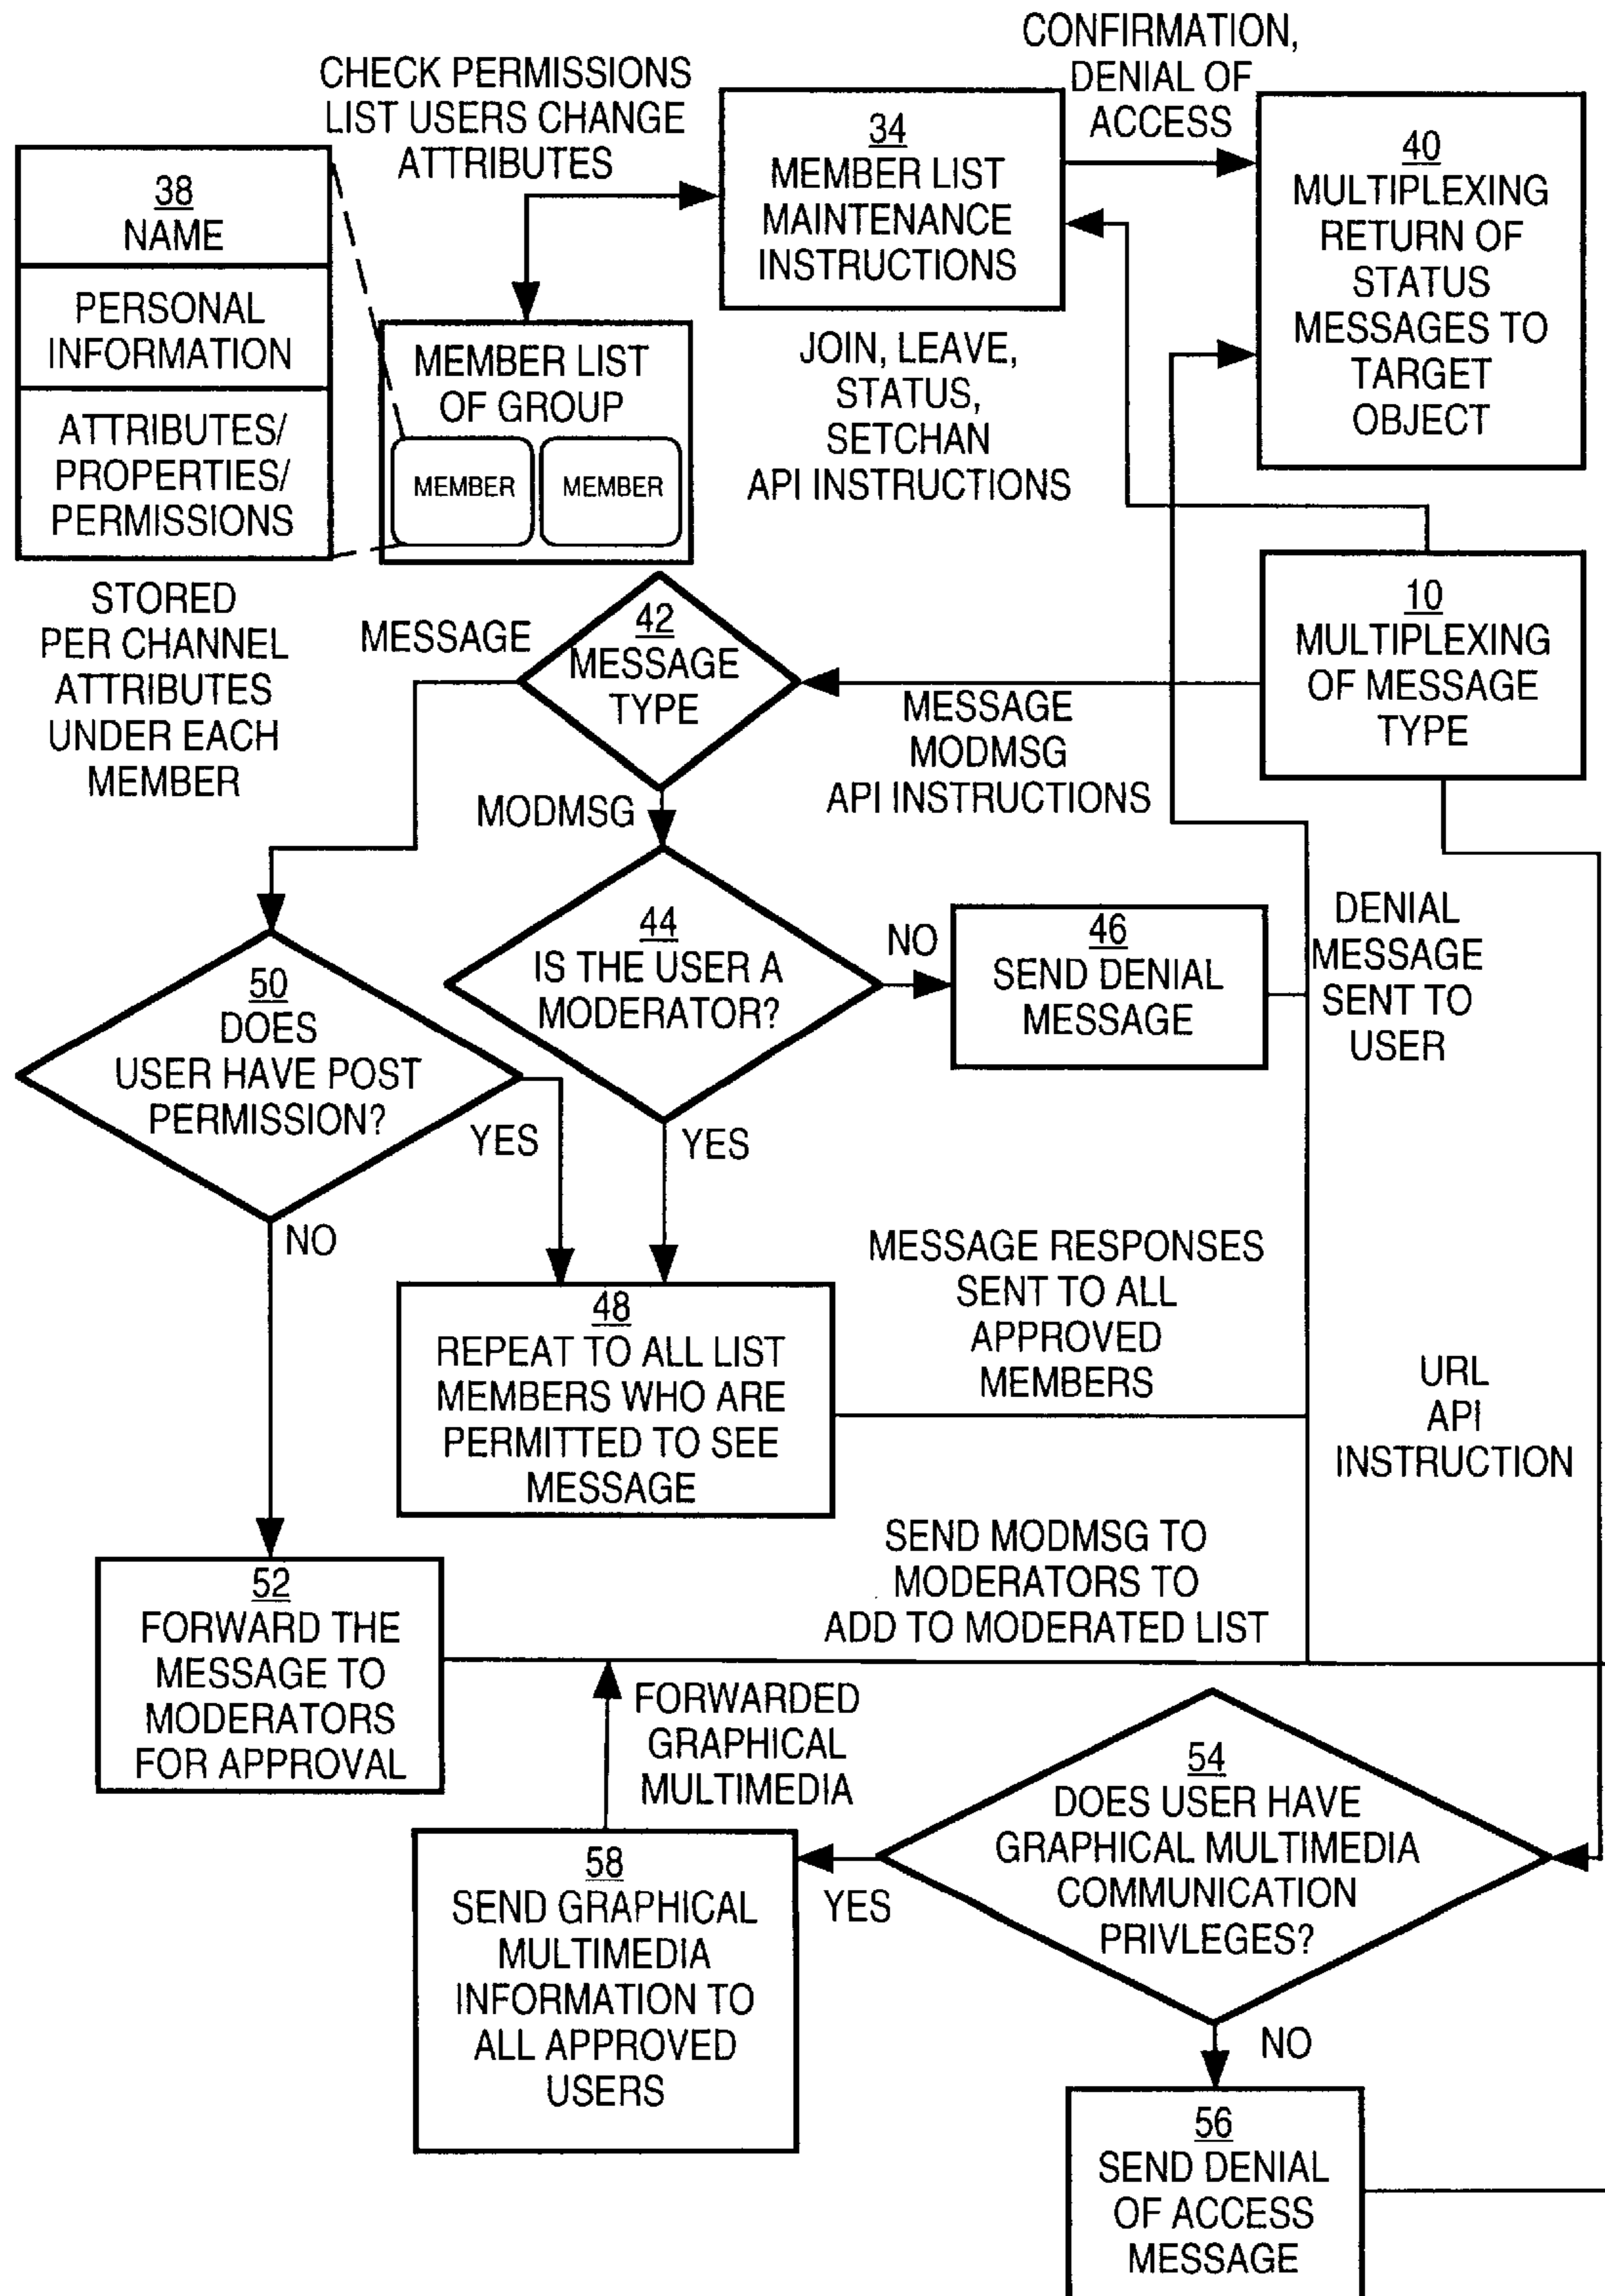 CONFIRMATION,
DENIAL OF
ACCESS
CHECK PERMISSIONS
LIST USERS CHANGE
ATTRIBUTES
34
MEMBER LIST
MAINTENANCE
INSTRUCTIONS
40
MULTIPLEXING
RETURN OF
STATUS
MESSAGES TO
TARGET
OBJECT
38
NAME
PERSONAL
INFORMATION
ATTRIBUTES/
PROPERTIES/
PERMISSIONS
MEMBER LIST
OF GROUP
MEMBER
MEMBER
JOIN, LEAVE,
STATUS,
SETCHAN
API INSTRUCTIONS
STORED
PER CHANNEL
ATTRIBUTES
UNDER EACH
MEMBER
MESSAGE
42
MESSAGE
TYPE
10
MULTIPLEXING
OF MESSAGE
TYPE
MESSAGE
MODMSG
API INSTRUCTIONS
MODMSG
44
IS THE USER A
MODERATOR?
NO
46
SEND DENIAL
MESSAGE
DENIAL
MESSAGE
SENT TO
USER
50
DOES
USER HAVE POST
PERMISSION?
YES
YES
NO
48
REPEAT TO ALL LIST
MEMBERS WHO ARE
PERMITTED TO SEE
MESSAGE
MESSAGE RESPONSES
SENT TO ALL
APPROVED
MEMBERS
URL
API
INSTRUCTION
52
FORWARD THE
MESSAGE TO
MODERATORS
FOR APPROVAL
SEND MODMSG TO
MODERATORS TO
ADD TO MODERATED LIST
FORWARDED
GRAPHICAL
MULTIMEDIA
54
DOES USER HAVE
GRAPHICAL MULTIMEDIA
COMMUNICATION
PRIVLEGES?
YES
58
SEND GRAPHICAL
MULTIMEDIA
INFORMATION TO
ALL APPROVED
USERS
NO
56
SEND DENIAL
OF ACCESS
MESSAGE